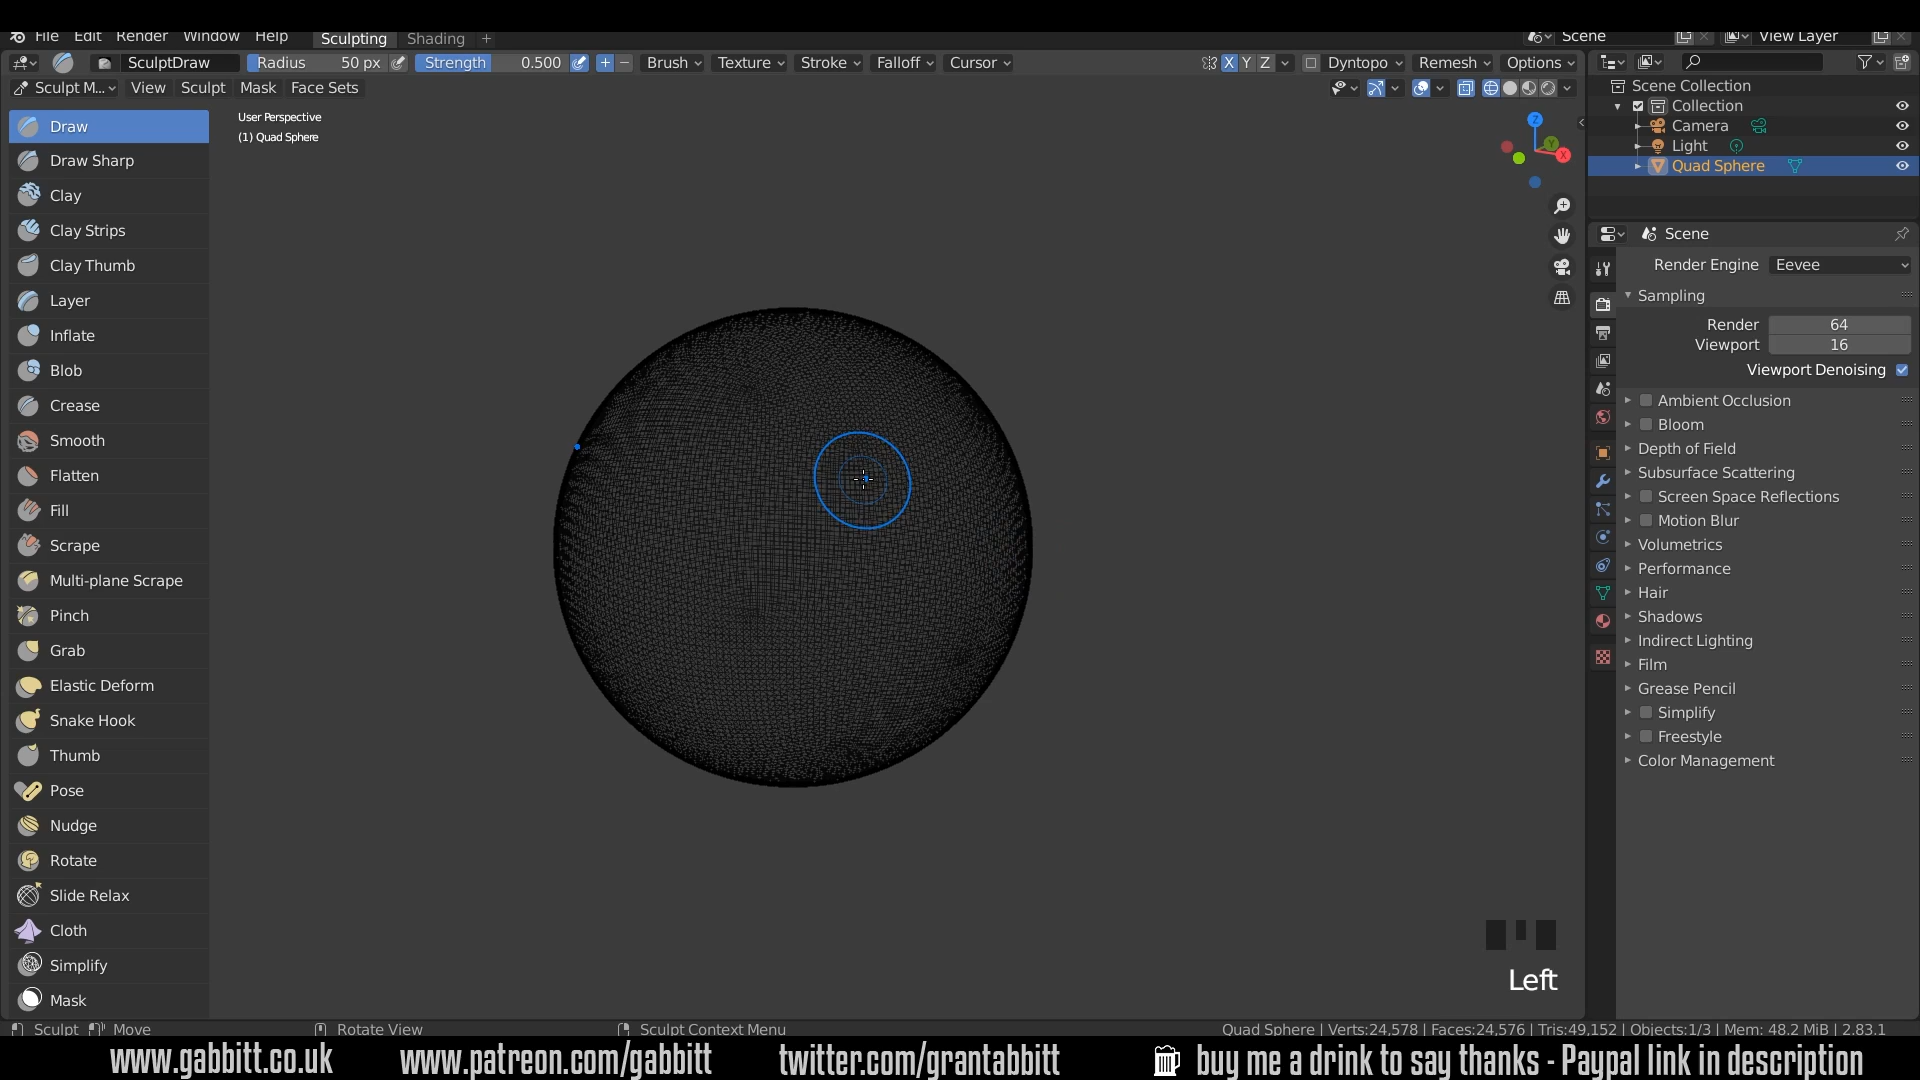 File Edit Render Window Help Sculpting Shading + Scene View Layer
SculptDraw Radius 50 px Strength 0.500 + − Brush Texture Stroke Falloff Cursor X Y Z Dyntopo Remesh Options
Sculpt M... View Sculpt Mask Face Sets
User Perspective
(1) Quad Sphere
Draw
Draw Sharp
Clay
Clay Strips
Clay Thumb
Layer
Inflate
Blob
Crease
Smooth
Flatten
Fill
Scrape
Multi-plane Scrape
Pinch
Grab
Elastic Deform
Snake Hook
Thumb
Pose
Nudge
Rotate
Slide Relax
Cloth
Simplify
Mask
Z
Y
X
Left
Scene Collection
Collection
Camera
Light
Quad Sphere
Scene
Render Engine Eevee
Sampling
Render 64
Viewport 16
Viewport Denoising
Ambient Occlusion
Bloom
Depth of Field
Subsurface Scattering
Screen Space Reflections
Motion Blur
Volumetrics
Performance
Hair
Shadows
Indirect Lighting
Film
Grease Pencil
Simplify
Freestyle
Color Management
Sculpt Move Rotate View Sculpt Context Menu Quad Sphere | Verts:24,578 | Faces:24,576 | Tris:49,152 | Objects:1/3 | Mem: 48.2 MiB | 2.83.1
www.gabbitt.co.uk www.patreon.com/gabbitt twitter.com/grantabbitt buy me a drink to say thanks - Paypal link in description